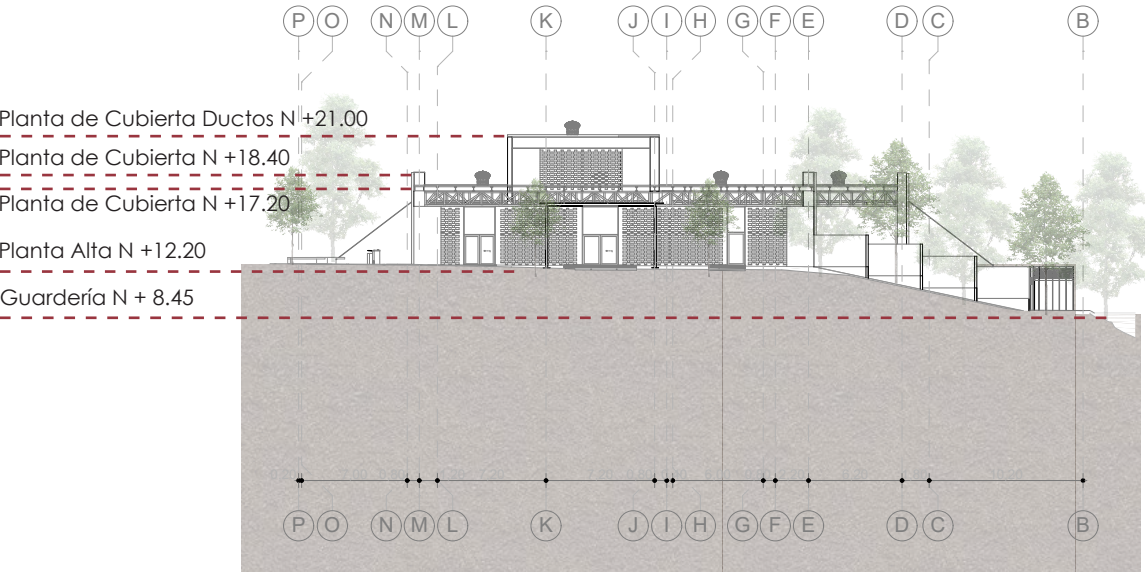 P O N M L K J I H G F E D C B
Planta de Cubierta Ductos N +21.00
Planta de Cubierta N +18.40
Planta de Cubierta N +17.20
Planta Alta N +12.20
Guardería N + 8.45
P O N M L K J I H G F E D C B